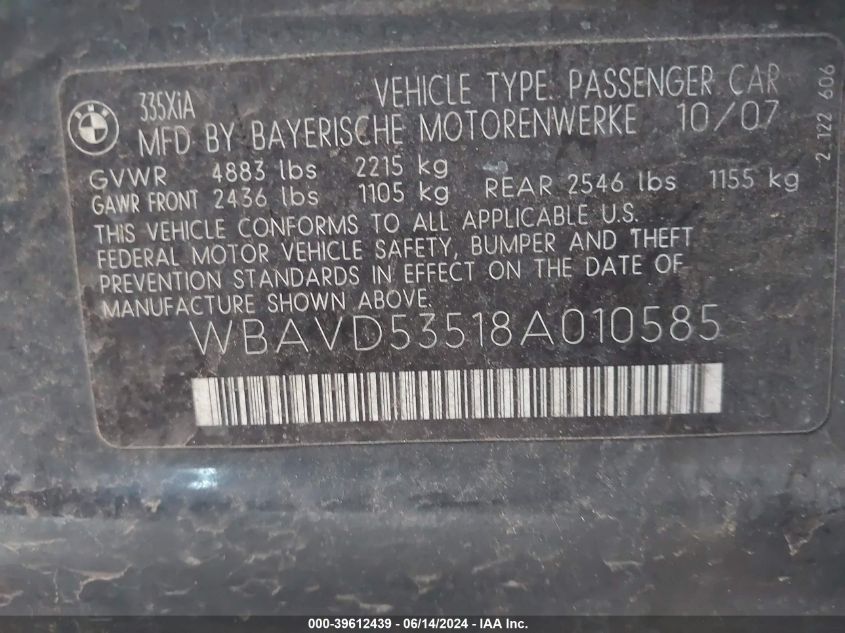 335XiA VEHICLE TYPE PASSENGER CAR
MFD BY BAYERISCHE MOTORENWERKE 10/07
GVWR 4883 lbs 2215 kg
GAWR FRONT 2436 lbs 1105 kg REAR 2546 lbs 1155 kg
THIS VEHICLE CONFORMS TO ALL APPLICABLE U.S.
FEDERAL MOTOR VEHICLE SAFETY, BUMPER AND THEFT
PREVENTION STANDARDS IN EFFECT ON THE DATE OF
MANUFACTURE SHOWN ABOVE.
WBAVD53518A010585
2 122 606
000-39612439 - 06/14/2024 - IAA Inc.